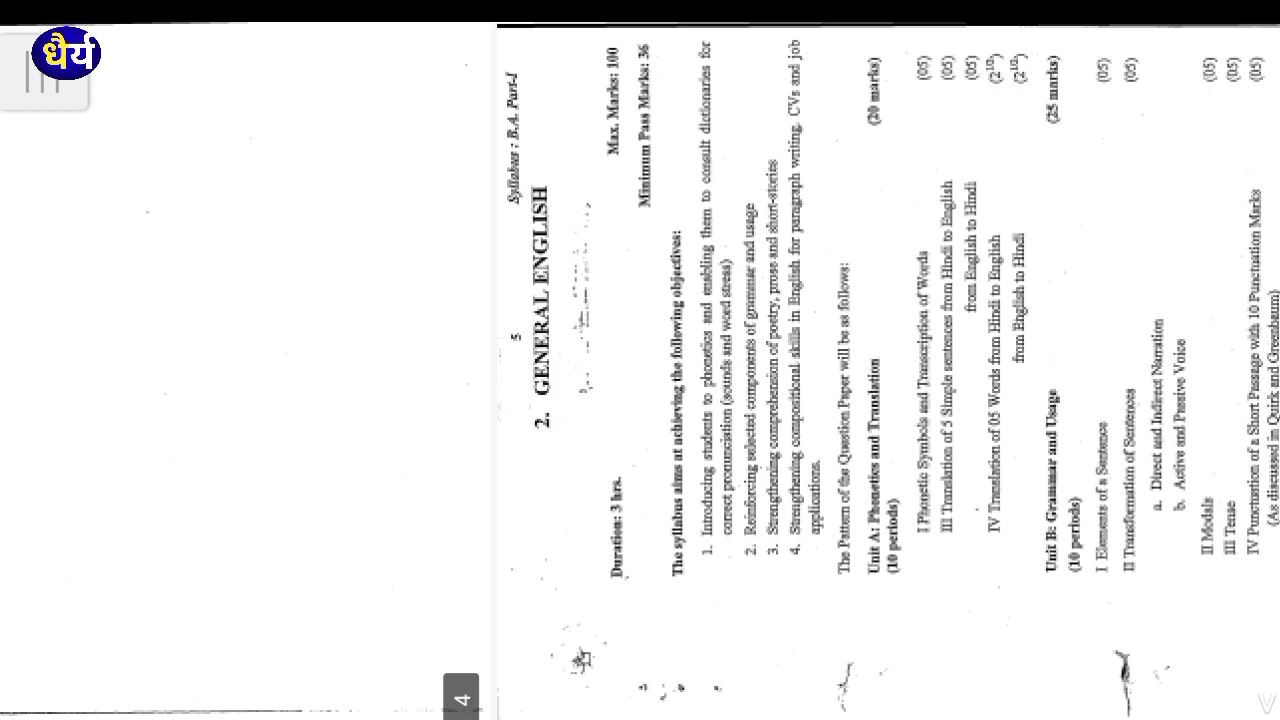 धैर्य
4
5
Syllabus : B.A. Part-I
2. GENERAL ENGLISH
Duration: 3 hrs. Max. Marks: 100
Minimum Pass Marks: 36
The syllabus aims at achieving the following objectives:
1. Introducing students to phonetics and enabling them to consult dictionaries for
correct pronunciation (sounds and word stress)
2. Reinforcing selected components of grammar and usage
3. Strengthening comprehension of poetry, prose and short-stories
4. Strengthening compositional skills in English for paragraph writing. CVs and job
applications.
The Pattern of the Question Paper will be as follows:
Unit A: Phonetics and Translation (20 marks)
(10 periods)
I Phonetic Symbols and Transcription of Words (05)
III Translation of 5 Simple sentences from Hindi to English (05)
from English to Hindi (05)
IV Translation of 05 Words from Hindi to English (2¹ᐟ²)
from English to Hindi (2¹ᐟ²)
Unit B: Grammar and Usage (25 marks)
(10 periods)
I Elements of a Sentence (05)
II Transformation of Sentences (05)
a. Direct and Indirect Narration
b. Active and Passive Voice
II Modals (05)
III Tense (05)
IV Punctuation of a Short Passage with 10 Punctuation Marks (05)
(As discussed in Quirk and Greenbaum)